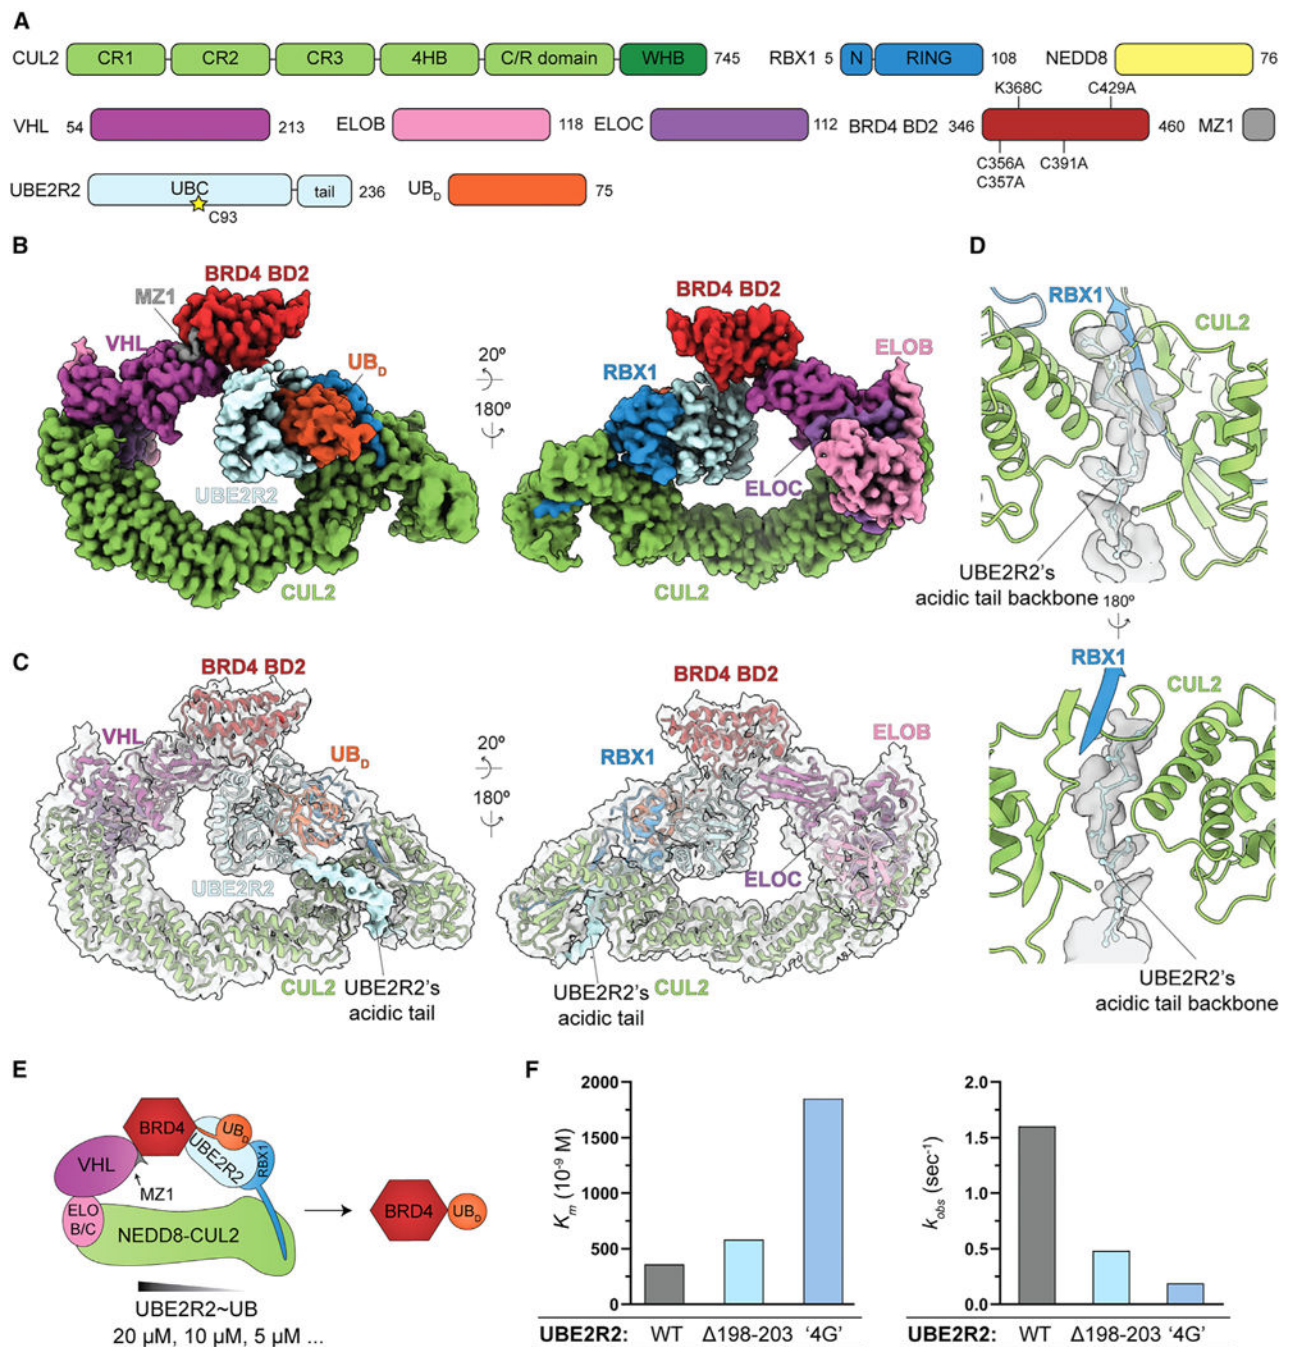 A
CUL2 CR1 CR2 CR3 4HB C/R domain WHB 745 RBX1 5 N RING 108 NEDD8 76
K368C C429A
VHL 54 213 ELOB 118 ELOC 112 BRD4 BD2 346 460 MZ1
C356A C391A
C357A
UBE2R2 UBC tail 236 UBD 75
C93
B
BRD4 BD2
MZ1
VHL
UBD
UBE2R2
CUL2
20º
180º
BRD4 BD2
ELOB
RBX1
ELOC
CUL2
D
RBX1
CUL2
UBE2R2's
acidic tail backbone
180º
RBX1
CUL2
UBE2R2's
acidic tail backbone
C
BRD4 BD2
VHL
UBD
UBE2R2
CUL2
UBE2R2's
acidic tail
20º
180º
BRD4 BD2
RBX1
ELOB
ELOC
UBE2R2's
acidic tail
CUL2
E
BRD4
UBD
UBE2R2
RBX1
VHL
MZ1
ELO
B/C
NEDD8-CUL2
BRD4 UBD
UBE2R2~UB
20 µM, 10 µM, 5 µM ...
F
Km (10-9 M)
2000
1500
1000
500
0
UBE2R2: WT Δ198-203 '4G'
kobs (sec-1)
2.0
1.5
1.0
0.5
0.0
UBE2R2: WT Δ198-203 '4G'